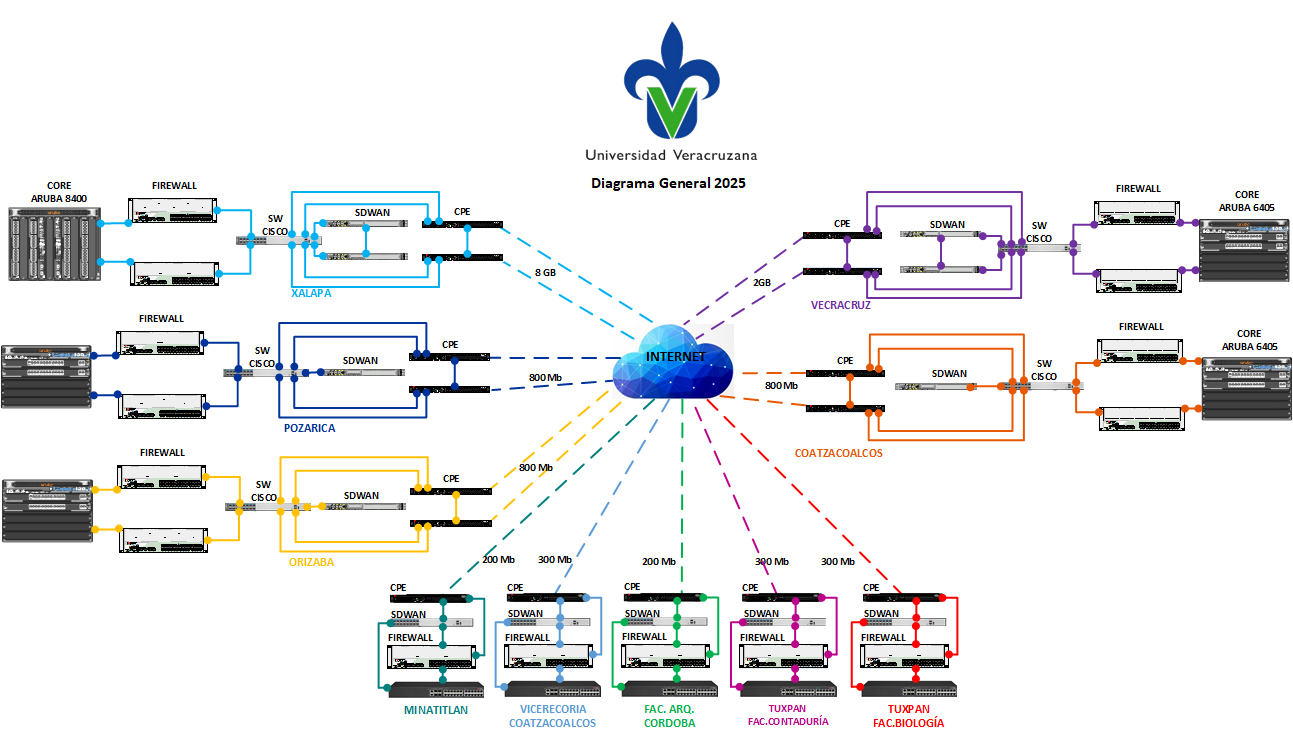 Universidad Veracruzana
Diagrama General 2025
CORE
ARUBA 8400
FIREWALL
SW
CISCO
SDWAN
CPE
XALAPA
8 GB
CPE
SDWAN
SW
CISCO
FIREWALL
CORE
ARUBA 6405
VECRACRUZ
2GB
INTERNET
FIREWALL
SW
CISCO
SDWAN
CPE
POZARICA
800 Mb
800 Mb
CPE
SDWAN
SW
CISCO
FIREWALL
CORE
ARUBA 6405
COATZACOALCOS
FIREWALL
SW
CISCO
SDWAN
CPE
ORIZABA
800 Mb
200 Mb
300 Mb
200 Mb
300 Mb
300 Mb
CPE
SDWAN
FIREWALL
MINATITLAN
CPE
SDWAN
FIREWALL
VICERECORIA
COATZACOALCOS
CPE
SDWAN
FIREWALL
FAC. ARQ.
CORDOBA
CPE
SDWAN
FIREWALL
TUXPAN
FAC.CONTADURÍA
CPE
SDWAN
FIREWALL
TUXPAN
FAC.BIOLOGÍA